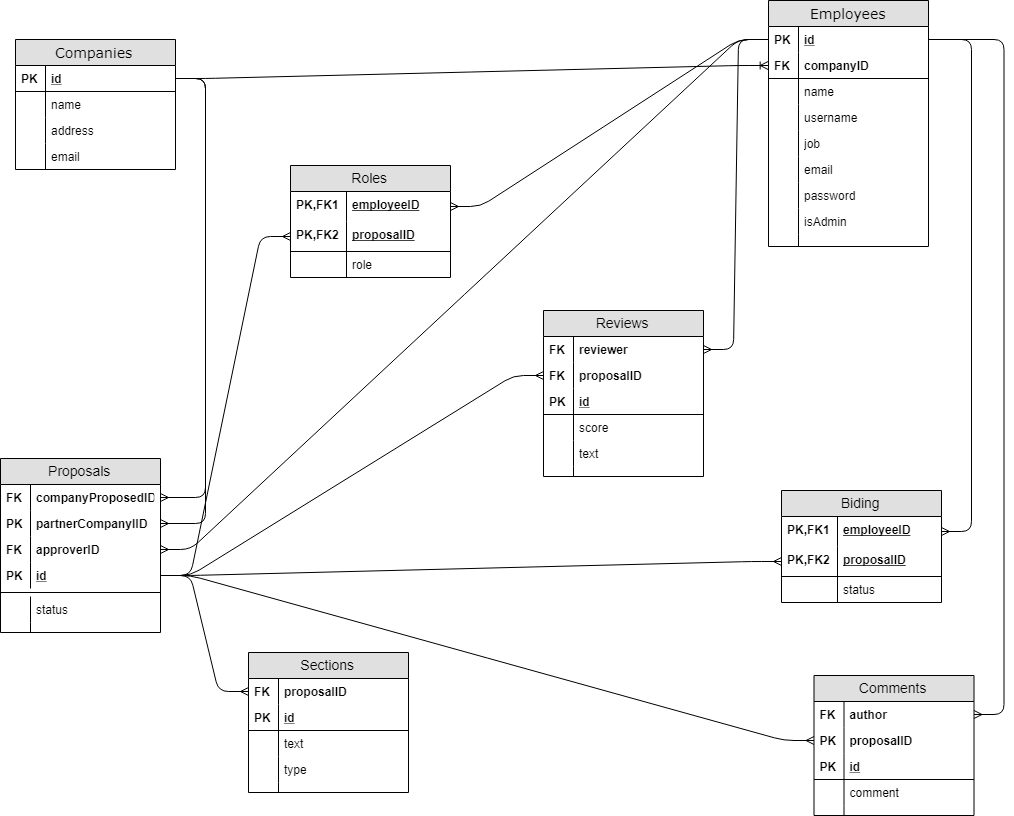 Employees
PK id
FK companyID
name
username
job
email
password
isAdmin
Companies
PK id
name
address
email
Roles
PK,FK1 employeeID
PK,FK2 proposalID
role
Reviews
FK reviewer
FK proposalID
PK id
score
text
Proposals
FK companyProposedID
PK partnerCompanyIID
FK approverID
PK id
status
Biding
PK,FK1 employeeID
PK,FK2 proposalID
status
Sections
FK proposalID
PK id
text
type
Comments
FK author
PK proposalID
PK id
comment